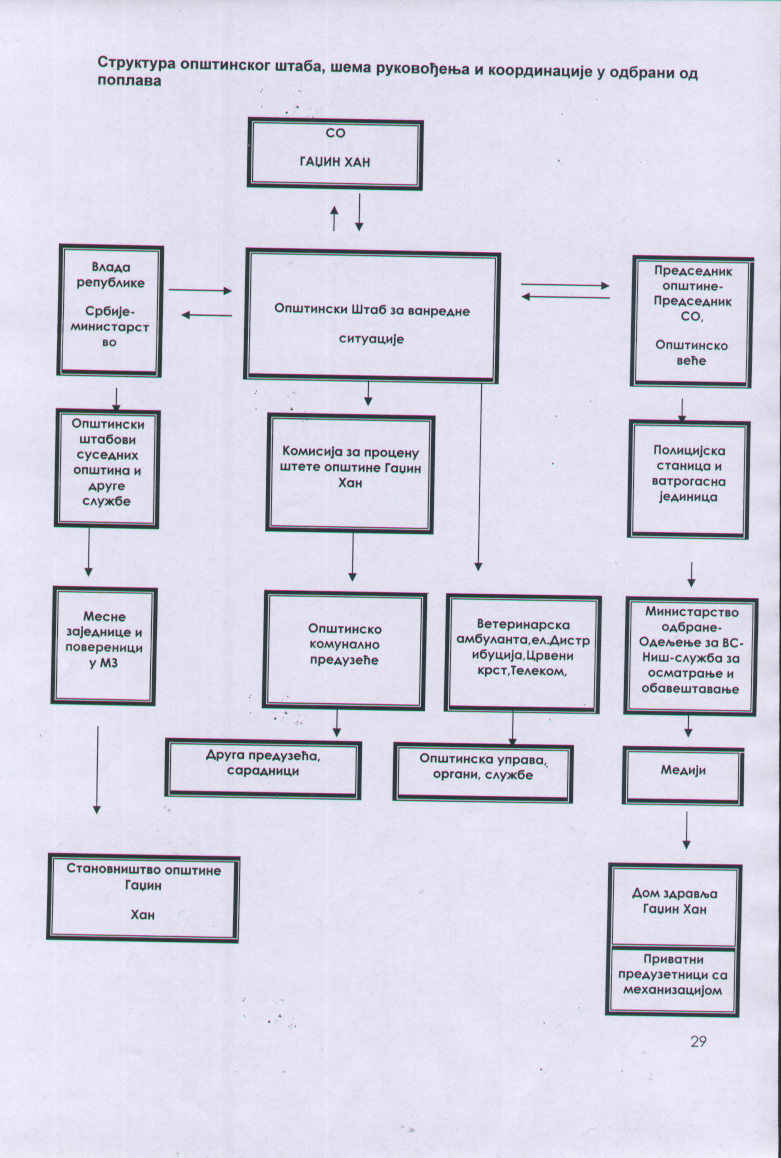 Структура општинског штаба, шема руковођења и координације у одбрани од
поплава
СО
ГАЏИН ХАН
Влада
републике
Србије-
министарст
во
Општински Штаб за ванредне
ситуације
Председник
општине-
Председник
СО,
Општинско
веће
Општински
штабови
суседних
општина и
друге
службе
Комисија за процену
штете општине Гаџин
Хан
Полицијска
станица и
ватрогасна
јединица
Месне
заједнице и
повереници
у МЗ
Општинско
комунално
предузеће
Ветеринарска
амбуланта,ел.Дистр
ибуција,Црвени
крст,Телеком,
Министарство
одбране-
Одељење за ВС-
Ниш-служба за
осматрање и
обавештавање
Друга предузећа,
сарадници
Општинска управа,
органи, службе
Медији
Становништво општине
Гаџин
Хан
Дом здравља
Гаџин Хан
Приватни
предузетници са
механизацијом
29